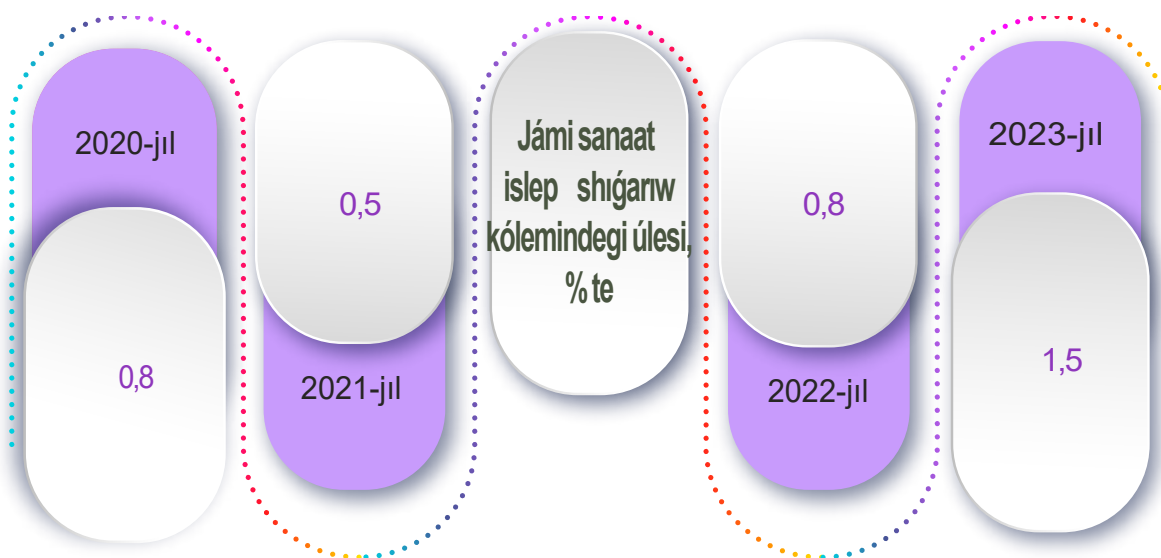 2020-jıl
0,8
0,5
2021-jıl
Jámi sanaat
islep shıǵarıw
kólemindegi úlesi,
% te
0,8
2022-jıl
2023-jıl
1,5